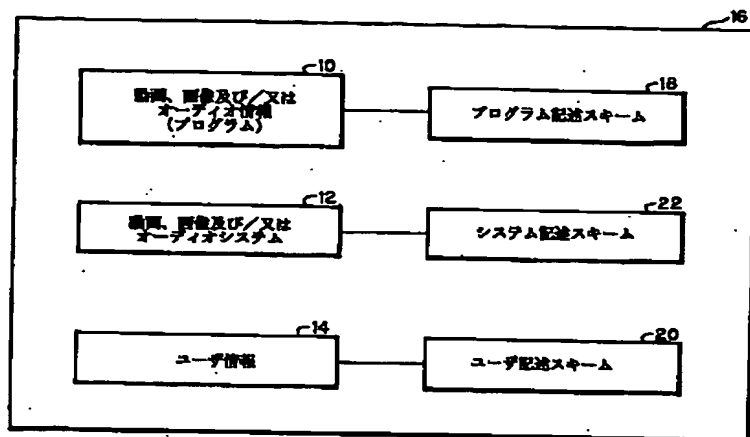 16
10
動画、画像及び/又は
オーディオ情報
(プログラム)
18
プログラム記述スキーム
12
動画、画像及び/又は
オーディオシステム
22
システム記述スキーム
14
ユーザ情報
20
ユーザ記述スキーム